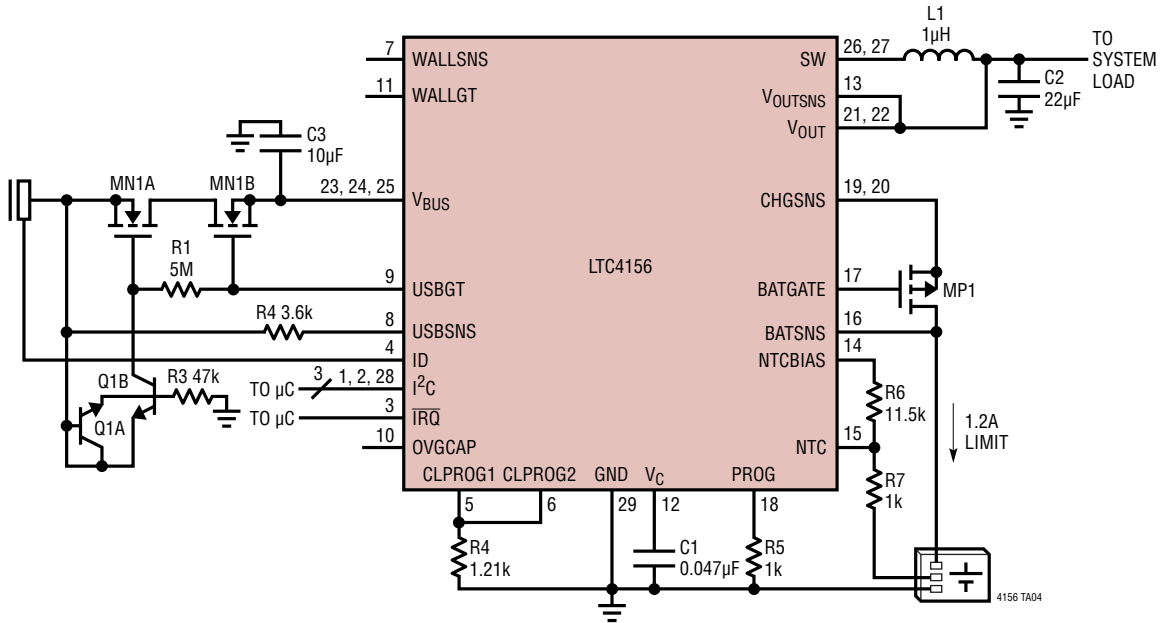 L1
1µH
TO
SYSTEM
LOAD
C2
22µF
26, 27
SW
13
VOUTSNS
21, 22
VOUT
7
WALLSNS
11
WALLGT
C3
10µF
MN1A
MN1B
23, 24, 25
VBUS
19, 20
CHGSNS
R1
5M
LTC4156
9
USBGT
17
BATGATE
MP1
R4 3.6k
8
USBSNS
16
BATSNS
4
ID
14
NTCBIAS
Q1B
R3 47k
TO µC
3
1, 2, 28
I2C
R6
11.5k
Q1A
TO µC
3
IRQ
1.2A
LIMIT
10
OVGCAP
15
NTC
CLPROG1
CLPROG2
GND
VC
PROG
R7
1k
5
6
29
12
18
R4
1.21k
C1
0.047µF
R5
1k
4156 TA04